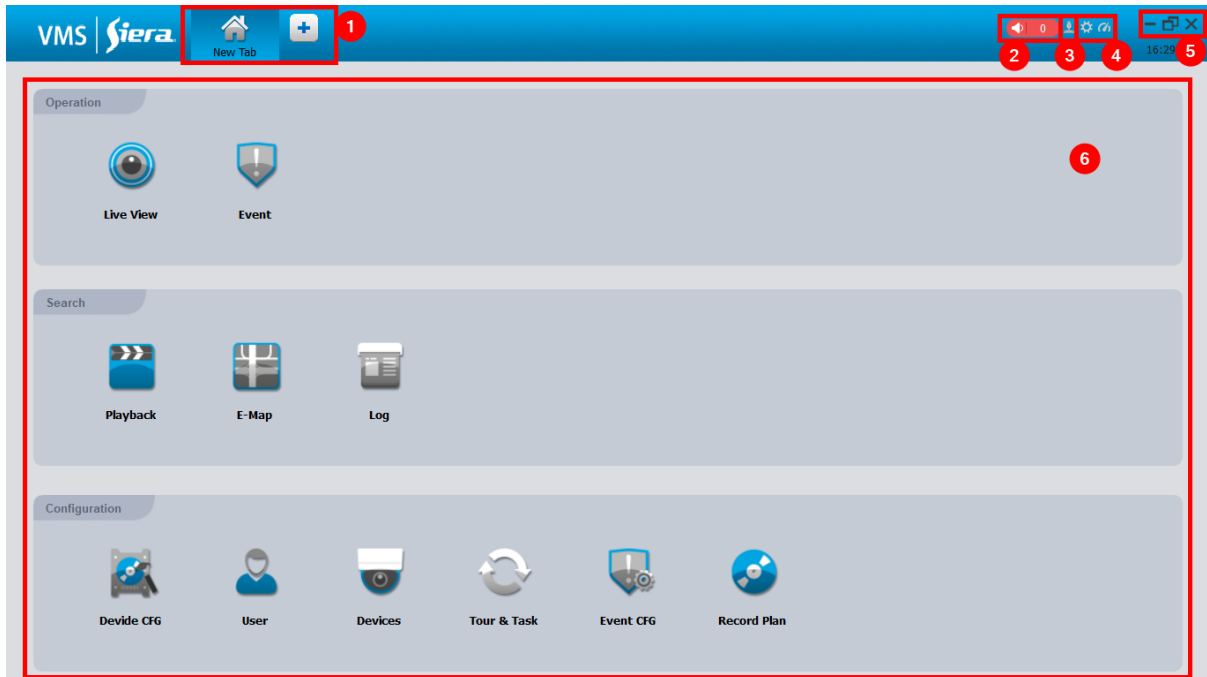 VMS Siera
New Tab
1
0
2
3
4
16:29
5
Operation
6
Live View
Event
Search
Playback
E-Map
Log
Configuration
Devide CFG
User
Devices
Tour & Task
Event CFG
Record Plan